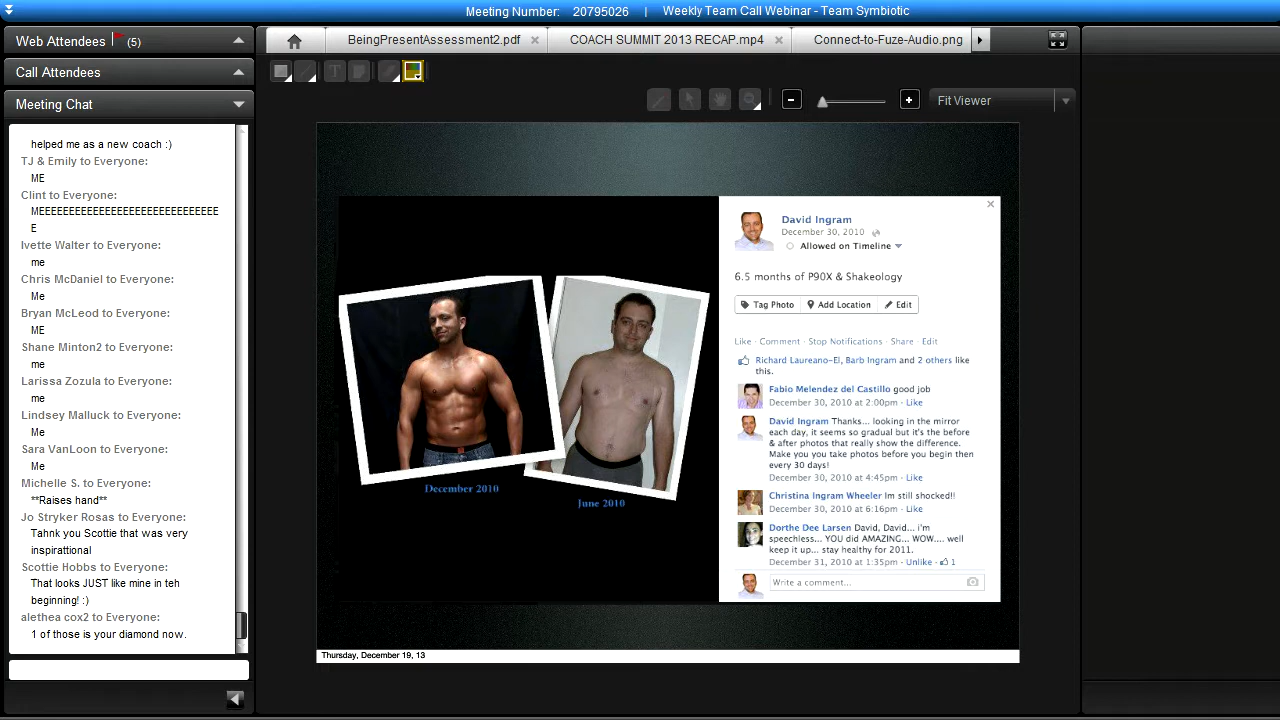 Meeting Number: 20795026 | Weekly Team Call Webinar - Team Symbiotic
Web Attendees (5)
Call Attendees
Meeting Chat
helped me as a new coach :)
TJ & Emily to Everyone:
ME
Clint to Everyone:
MEEEEEEEEEEEEEEEEEEEEEEEEEEEEEE
E
Ivette Walter to Everyone:
me
Chris McDaniel to Everyone:
Me
Bryan McLeod to Everyone:
ME
Shane Minton2 to Everyone:
me
Larissa Zozula to Everyone:
me
Lindsey Malluck to Everyone:
Me
Sara VanLoon to Everyone:
Me
Michelle S. to Everyone:
**Raises hand**
Jo Stryker Rosas to Everyone:
Tahnk you Scottie that was very
inspirattional
Scottie Hobbs to Everyone:
That looks JUST like mine in teh
beginning! :)
alethea cox2 to Everyone:
1 of those is your diamond now.
BeingPresentAssessment2.pdf
COACH SUMMIT 2013 RECAP.mp4
Connect-to-Fuze-Audio.png
Fit Viewer
December 2010
June 2010
David Ingram
December 30, 2010
Allowed on Timeline
6.5 months of P90X & Shakeology
Tag Photo Add Location Edit
Like · Comment · Stop Notifications · Share · Edit
Richard Laureano-El, Barb Ingram and 2 others like
this.
Fabio Melendez del Castillo good job
December 30, 2010 at 2:00pm · Like
David Ingram Thanks... looking in the mirror
each day, it seems so gradual but it's the before
& after photos that really show the difference.
Make you you take photos before you begin then
every 30 days!
December 30, 2010 at 4:45pm · Like
Christina Ingram Wheeler Im still shocked!!
December 30, 2010 at 6:16pm · Like
Dorthe Dee Larsen David, David... i'm
speechless... YOU did AMAZING... WOW.... well
keep it up... stay healthy for 2011.
December 31, 2010 at 1:35pm · Unlike · 1
Write a comment...
Thursday, December 19, 13